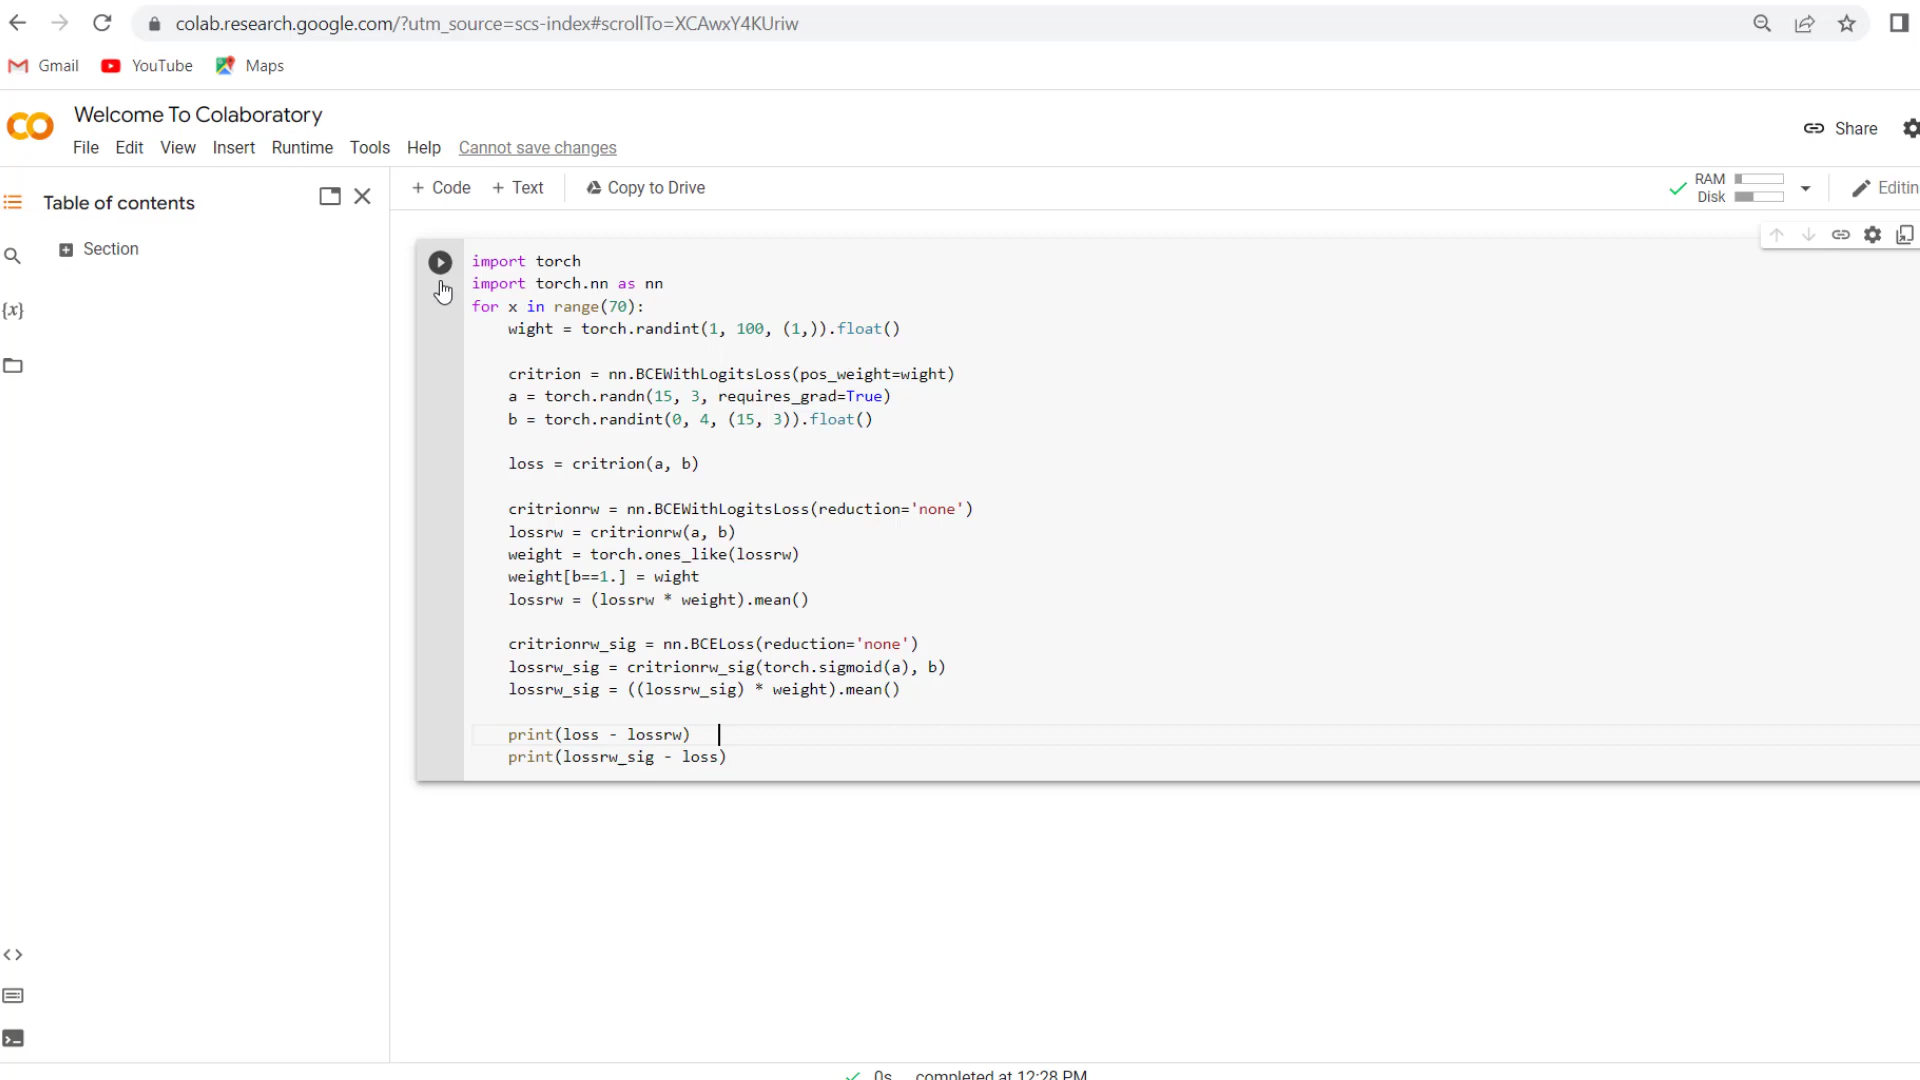 colab.research.google.com/?utm_source=scs-index#scrollTo=XCAwxY4KUriw
Gmail YouTube Maps
Welcome To Colaboratory
File Edit View Insert Runtime Tools Help Cannot save changes
Share
Table of contents
+ Code + Text Copy to Drive
RAM
Disk
Editin
Section
{x}
import torch
import torch.nn as nn
for x in range(70):
    wight = torch.randint(1, 100, (1,)).float()
    critrion = nn.BCEWithLogitsLoss(pos_weight=wight)
    a = torch.randn(15, 3, requires_grad=True)
    b = torch.randint(0, 4, (15, 3)).float()
    loss = critrion(a, b)
    critrionrw = nn.BCEWithLogitsLoss(reduction='none')
    lossrw = critrionrw(a, b)
    weight = torch.ones_like(lossrw)
    weight[b==1.] = wight
    lossrw = (lossrw * weight).mean()
    critrionrw_sig = nn.BCELoss(reduction='none')
    lossrw_sig = critrionrw_sig(torch.sigmoid(a), b)
    lossrw_sig = ((lossrw_sig) * weight).mean()
    print(loss - lossrw)
    print(lossrw_sig - loss)
0s completed at 12:28 PM